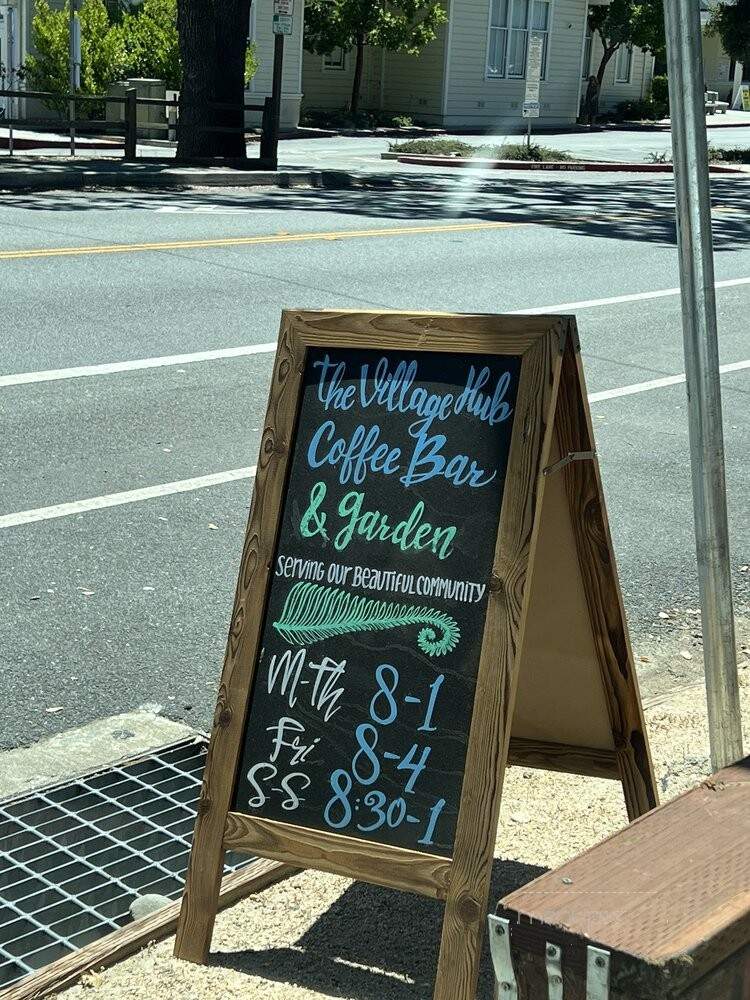 The Village Hub
Coffee Bar
& garden
Serving our Beautiful community
M-Th 8-1
Fri 8-4
S-S 8:30-1